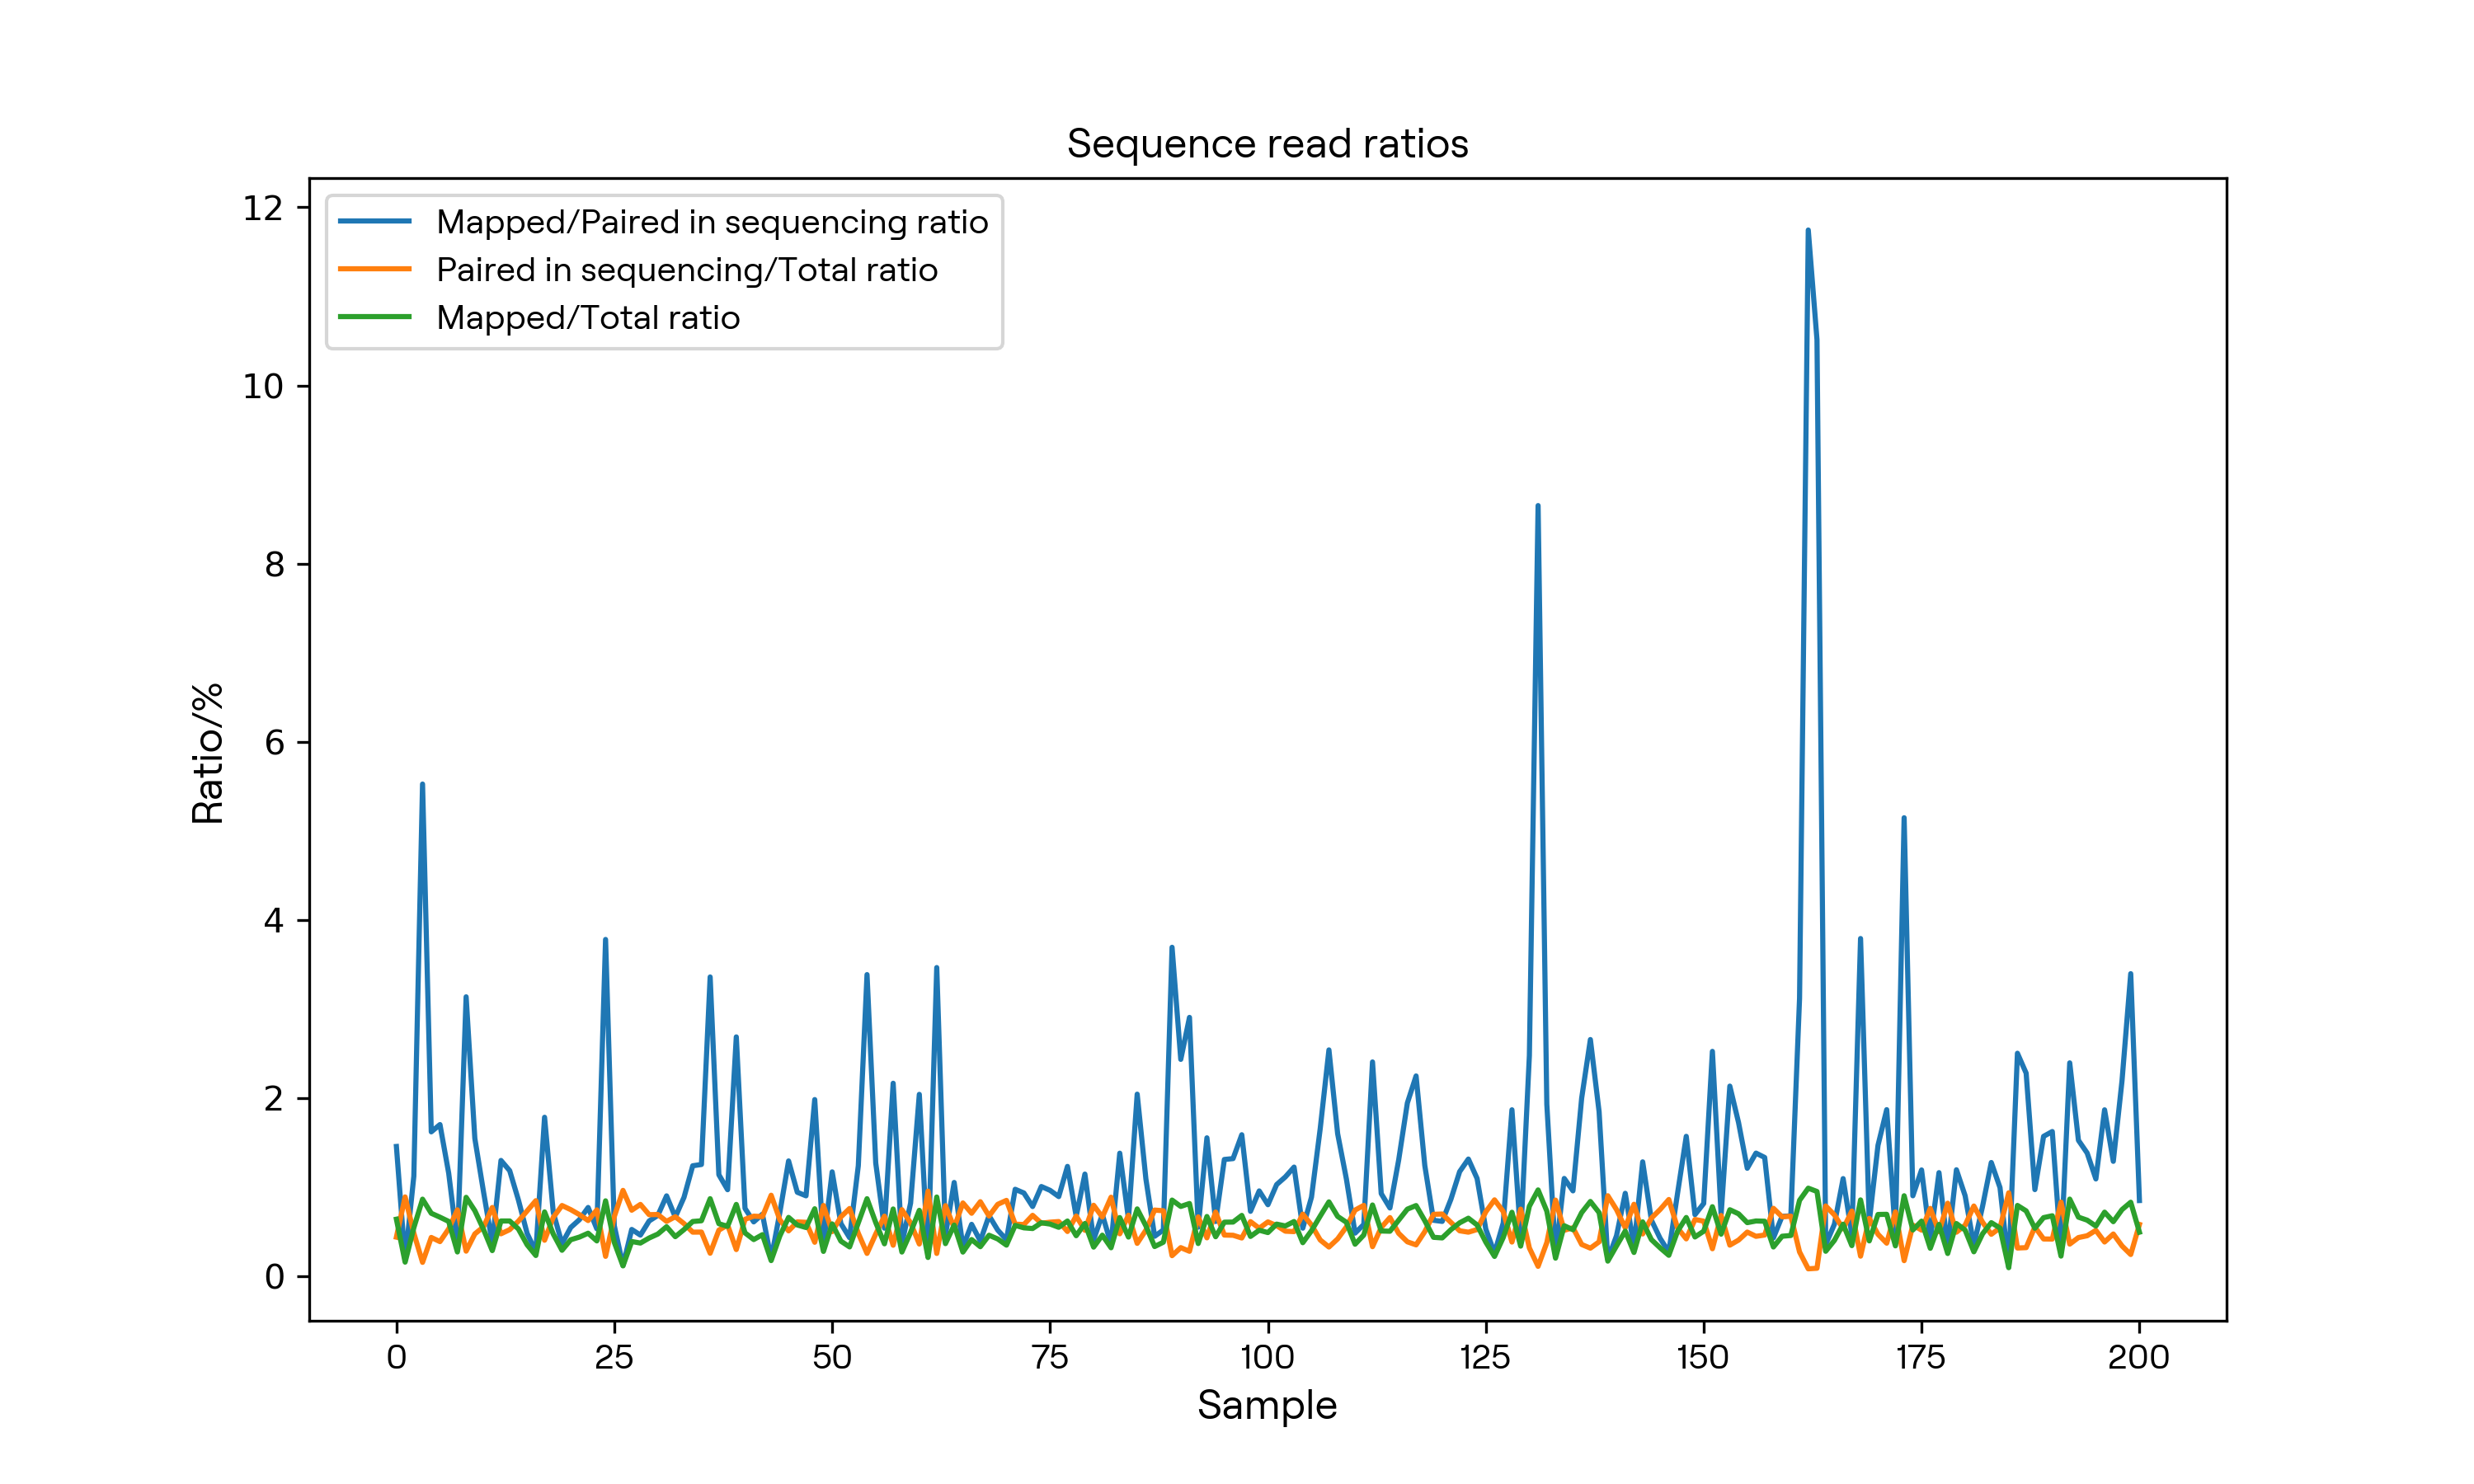 Sequence read ratios
Mapped/Paired in sequencing ratio
Paired in sequencing/Total ratio
Mapped/Total ratio
12
10
8
6
4
2
0
Ratio/%
0 25 50 75 100 125 150 175 200
Sample